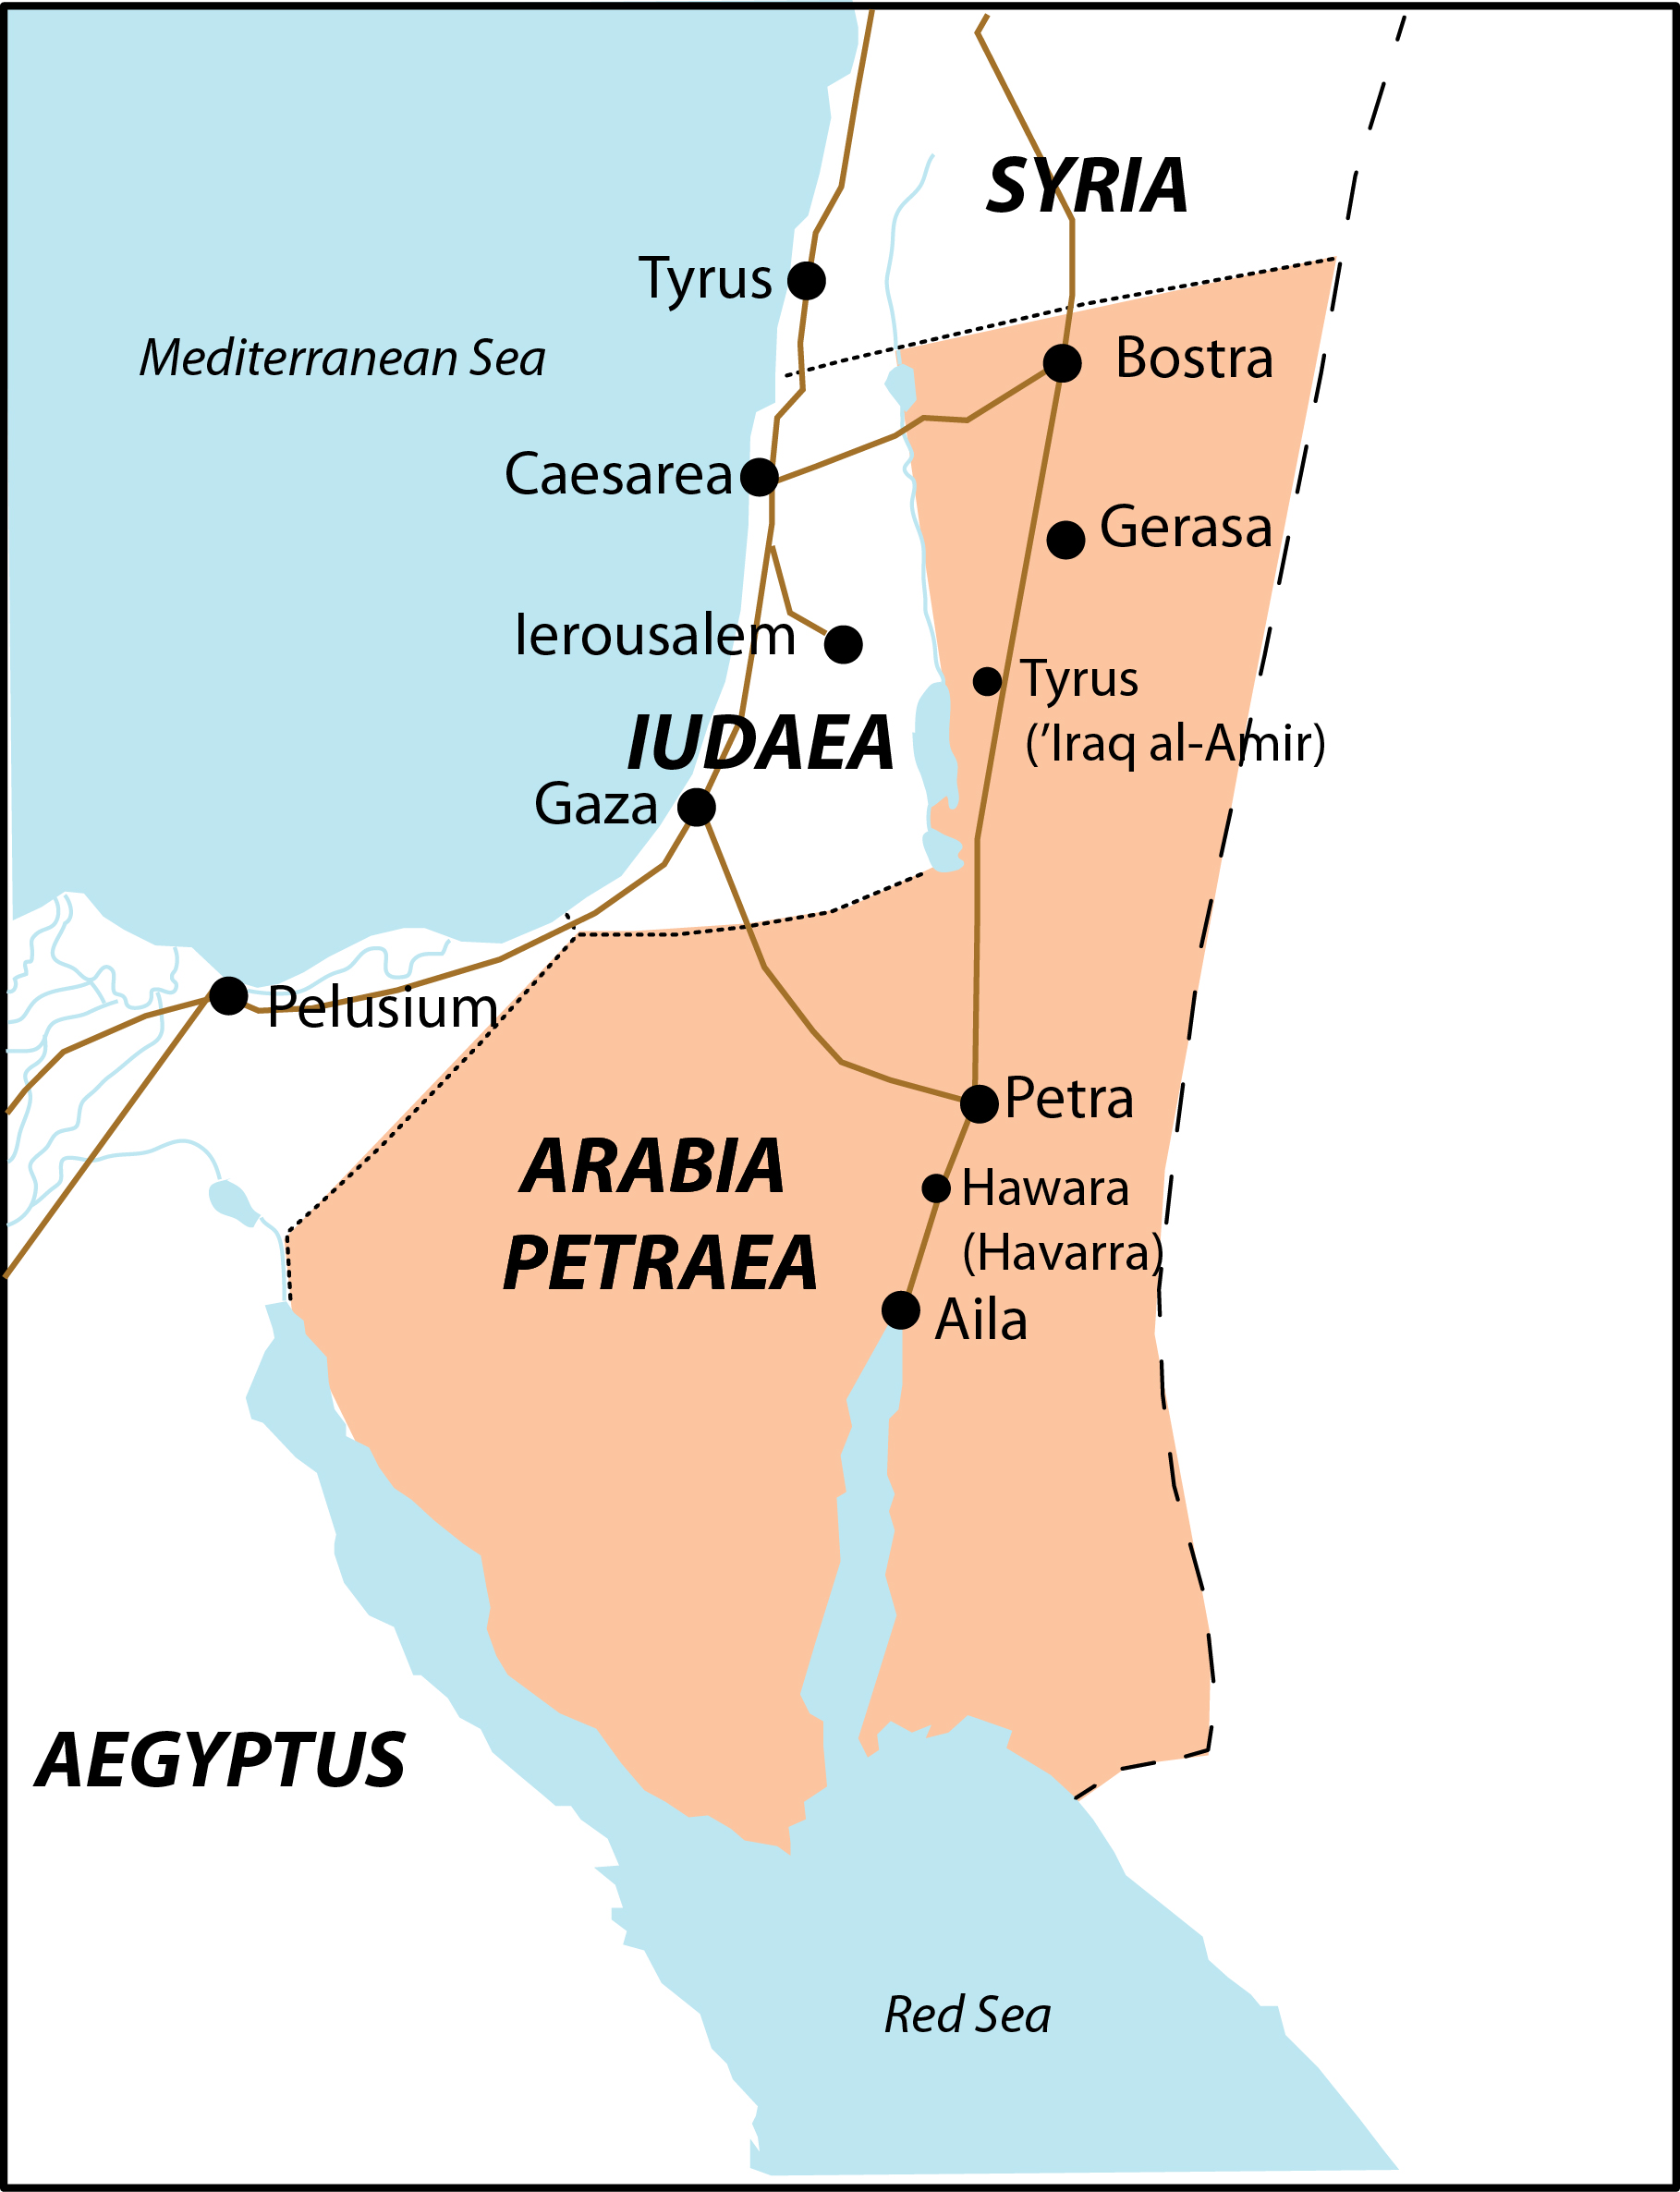 SYRIA
Tyrus
Mediterranean Sea
Bostra
Caesarea
Gerasa
Ierousalem
Tyrus
(’Iraq al-Amir)
IUDAEA
Gaza
Pelusium
Petra
ARABIA
PETRAEA
Hawara
(Havarra)
Aila
AEGYPTUS
Red Sea